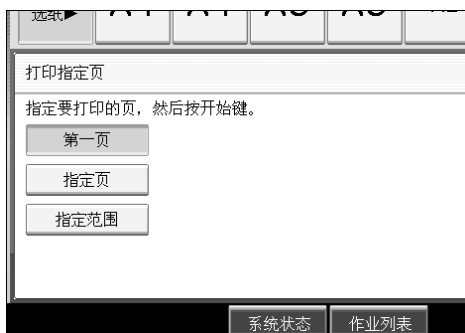 选纸▶
打印指定页
指定要打印的页，然后按开始键。
第一页
指定页
指定范围
系统状态 作业列表